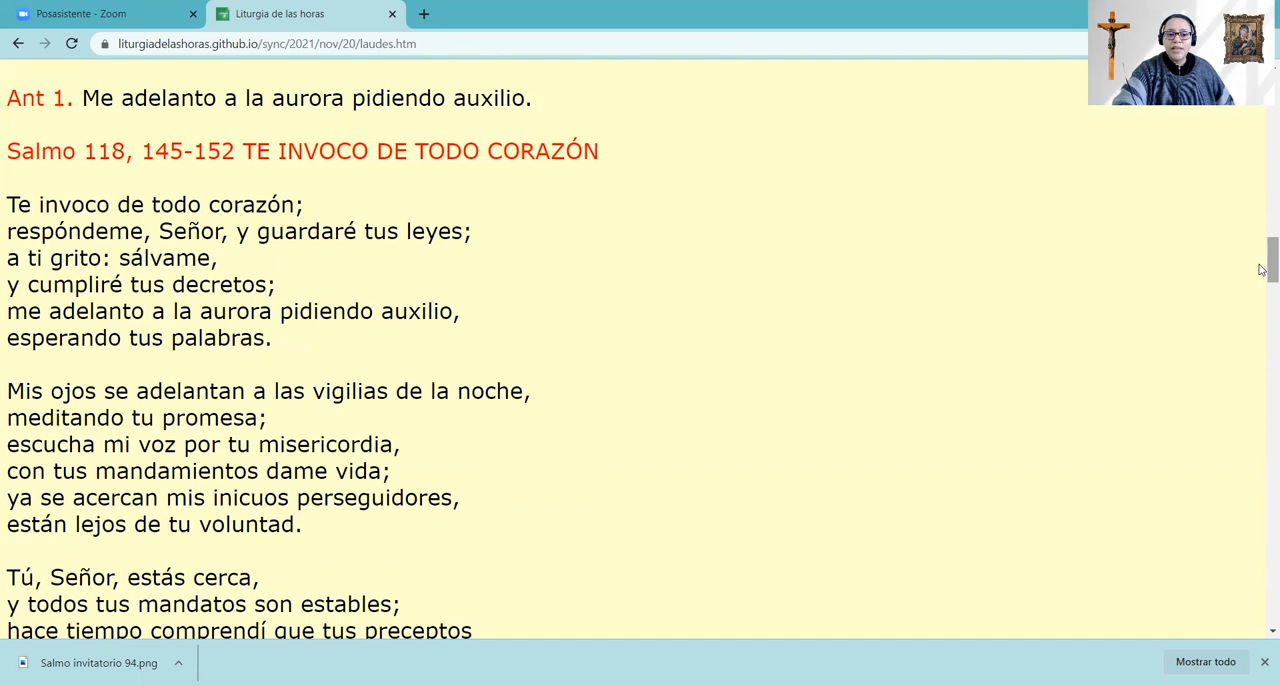 Posasistente - Zoom
Liturgia de las horas
liturgiadelashoras.github.io/sync/2021/nov/20/laudes.htm
Ant 1. Me adelanto a la aurora pidiendo auxilio.
Salmo 118, 145-152 TE INVOCO DE TODO CORAZÓN
Te invoco de todo corazón;
respóndeme, Señor, y guardaré tus leyes;
a ti grito: sálvame,
y cumpliré tus decretos;
me adelanto a la aurora pidiendo auxilio,
esperando tus palabras.
Mis ojos se adelantan a las vigilias de la noche,
meditando tu promesa;
escucha mi voz por tu misericordia,
con tus mandamientos dame vida;
ya se acercan mis inicuos perseguidores,
están lejos de tu voluntad.
Tú, Señor, estás cerca,
y todos tus mandatos son estables;
hace tiempo comprendí que tus preceptos
Salmo invitatorio 94.png
Mostrar todo